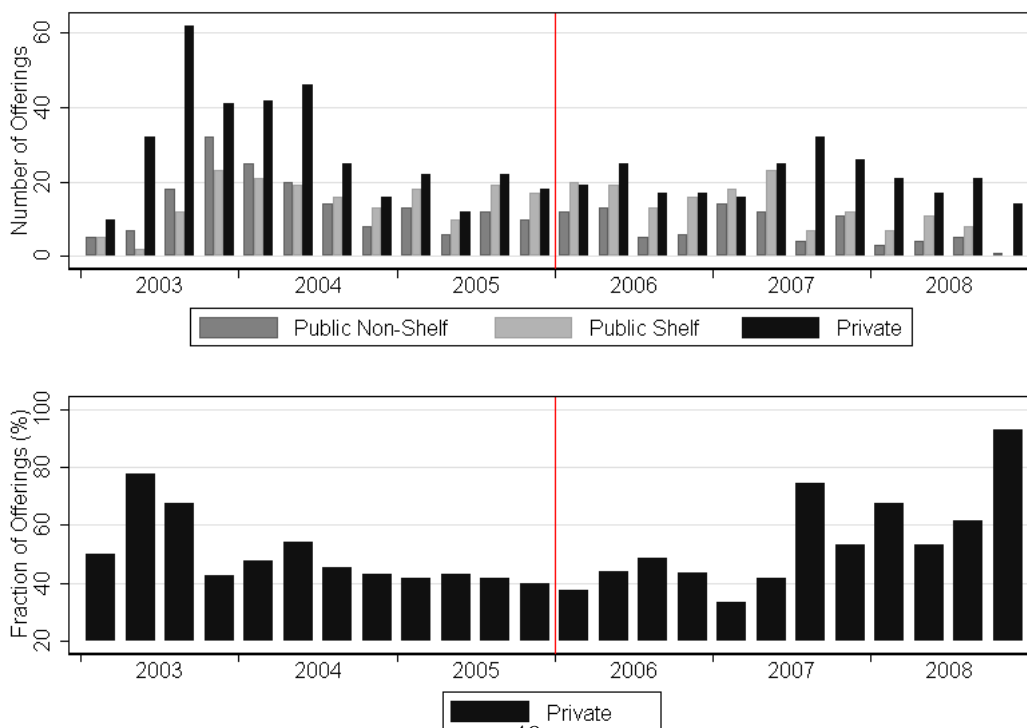 Number of Offerings
60
40
20
0
2003 2004 2005 2006 2007 2008
Public Non-Shelf Public Shelf Private
Fraction of Offerings (%)
100
80
60
40
20
2003 2004 2005 2006 2007 2008
Private